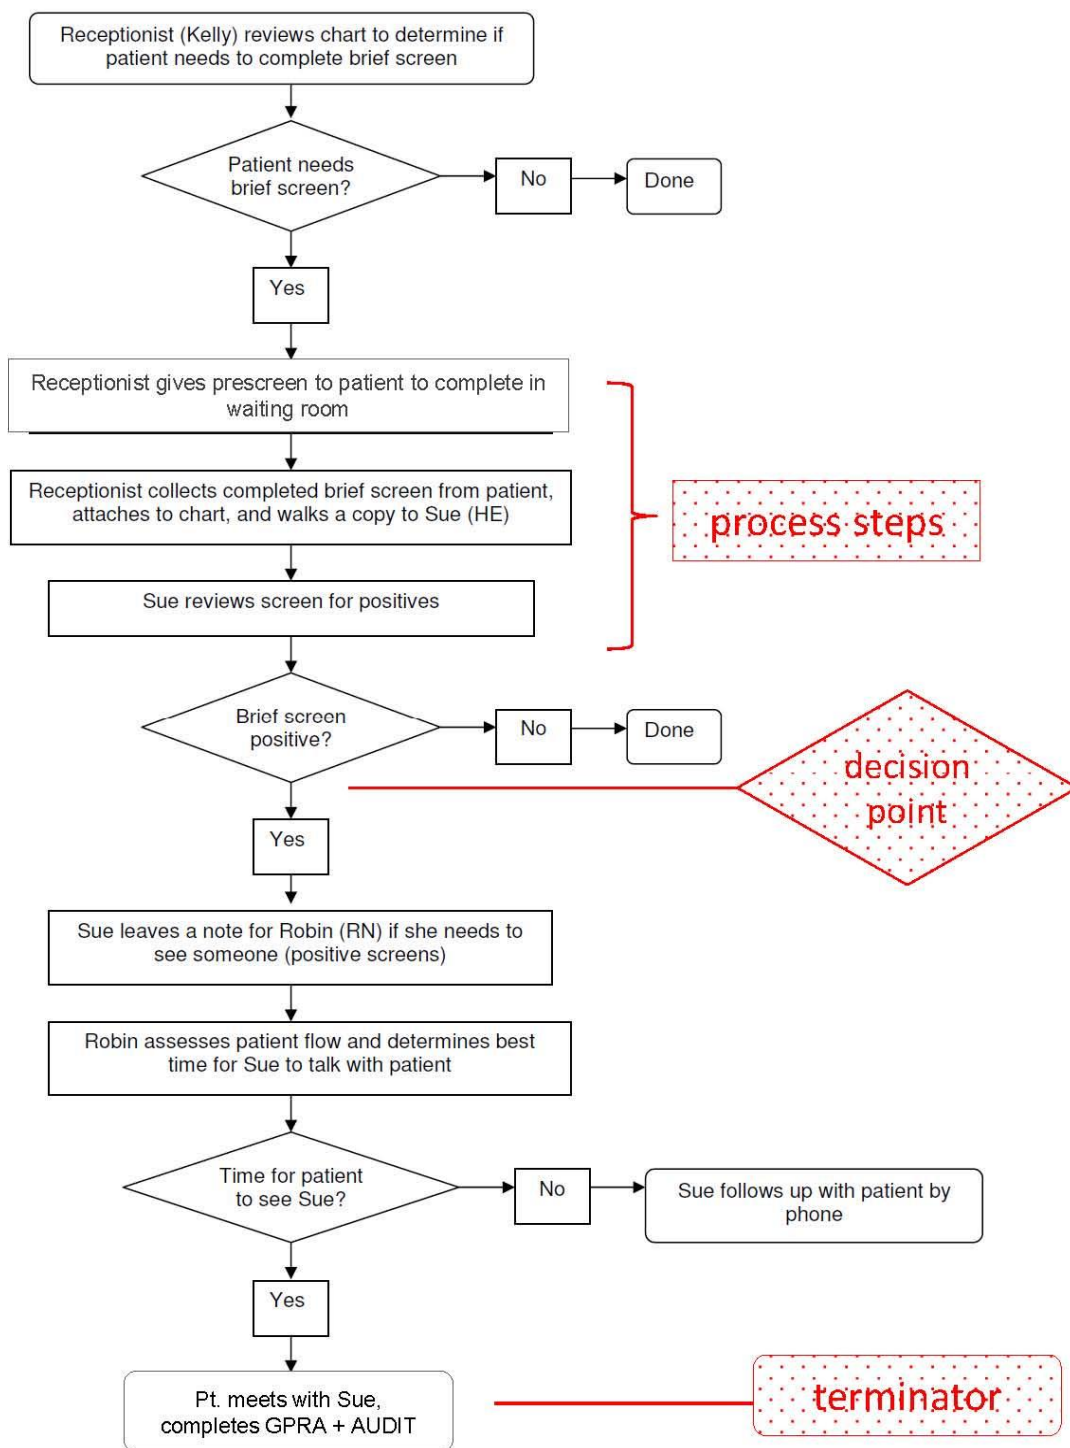 Receptionist (Kelly) reviews chart to determine if
patient needs to complete brief screen
Patient needs
brief screen?
No
Done
Yes
Receptionist gives prescreen to patient to complete in
waiting room
Receptionist collects completed brief screen from patient,
attaches to chart, and walks a copy to Sue (HE)
process steps
Sue reviews screen for positives
Brief screen
positive?
No
Done
decision
point
Yes
Sue leaves a note for Robin (RN) if she needs to
see someone (positive screens)
Robin assesses patient flow and determines best
time for Sue to talk with patient
Time for patient
to see Sue?
No
Sue follows up with patient by
phone
Yes
Pt. meets with Sue,
completes GPRA + AUDIT
terminator